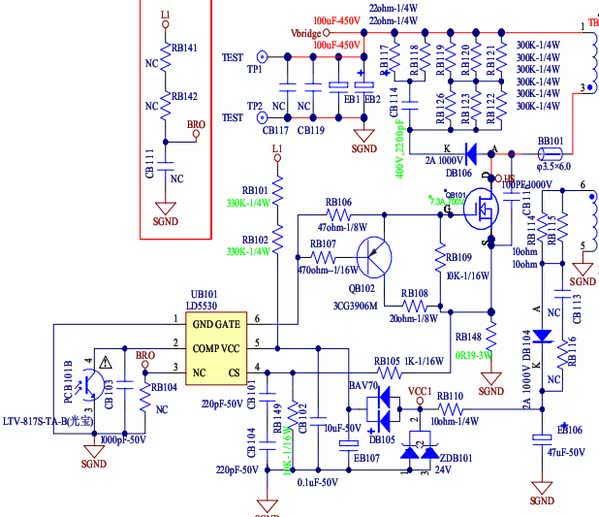 L1
RB141
NC
RB142
NC
BRO
CB111
NC
SGND
22ohm-1/4W
22ohm-1/4W
100uF-450V
Vbridge
100uF-450V
TEST
TP1
TEST
TP2
NC
NC
EB1
EB2
CB117
CB119
SGND
RB117
RB118
RB119
RB120
RB121
RB126
RB123
RB122
300K-1/4W
300K-1/4W
300K-1/4W
300K-1/4W
300K-1/4W
300K-1/4W
TB
1
3
CB114
400V,2200pF
K
A
2A 1000V
DB106
BB101
φ3.5×6.0
L1
RB101
330K-1/4W
RB102
330K-1/4W
RB106
47ohm-1/8W
RB107
470ohm--1/16W
QB102
3CG3906M
RB108
20ohm-1/8W
RB109
10K-1/16W
D
HS
QB101
7.3A 700V
G
S
100PF-1000V
RB114
RB115
10ohm
10ohm
6
5
SGND
CB113
NC
A
DB104
K
2A 1000V
RB116
NC
RB148
0R39-3W
SGND
UB101
LD5530
1
2
3
GND
GATE
COMP
VCC
NC
CS
6
5
4
PCB101B
4
3
LTV-817S-TA-B(光宝)
CB103
1000pF-50V
BRO
RB104
NC
SGND
CB101
220pF-50V
CB104
220pF-50V
RB149
10K-1/16W
CB102
0.1uF-50V
10uF-50V
EB107
RB105
1K-1/16W
BAV70
DB105
VCC1
RB110
10ohm-1/4W
2
1
3
ZDB101
24V
EB106
47uF-50V
SGND
SGND